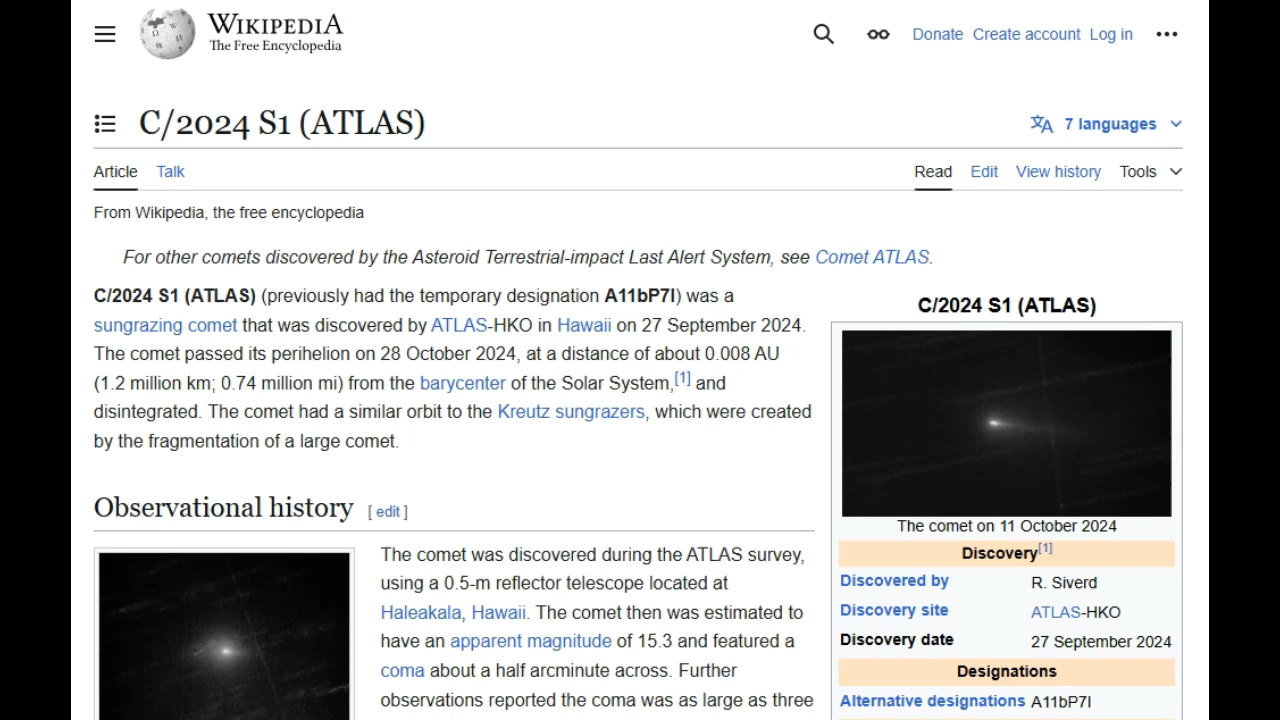 WIKIPEDIA
The Free Encyclopedia
Donate Create account Log in
C/2024 S1 (ATLAS)
7 languages
Article Talk
Read Edit View history Tools
From Wikipedia, the free encyclopedia
For other comets discovered by the Asteroid Terrestrial-impact Last Alert System, see Comet ATLAS.
C/2024 S1 (ATLAS) (previously had the temporary designation A11bP7I) was a
sungrazing comet that was discovered by ATLAS-HKO in Hawaii on 27 September 2024.
The comet passed its perihelion on 28 October 2024, at a distance of about 0.008 AU
(1.2 million km; 0.74 million mi) from the barycenter of the Solar System,[1] and
disintegrated. The comet had a similar orbit to the Kreutz sungrazers, which were created
by the fragmentation of a large comet.
Observational history [ edit ]
The comet was discovered during the ATLAS survey,
using a 0.5-m reflector telescope located at
Haleakala, Hawaii. The comet then was estimated to
have an apparent magnitude of 15.3 and featured a
coma about a half arcminute across. Further
observations reported the coma was as large as three
C/2024 S1 (ATLAS)
The comet on 11 October 2024
Discovery[1]
Discovered by R. Siverd
Discovery site ATLAS-HKO
Discovery date 27 September 2024
Designations
Alternative designations A11bP7I